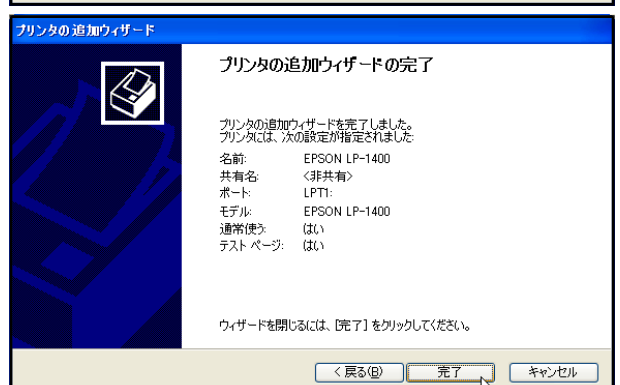 プリンタの追加ウィザード
プリンタの追加ウィザードの完了
プリンタの追加ウィザードを完了しました。
プリンタには、次の設定が指定されました:
名前: EPSON LP-1400
共有名: <非共有>
ポート: LPT1:
モデル: EPSON LP-1400
通常使う: はい
テスト ページ: はい
ウィザードを閉じるには、[完了] をクリックしてください。
< 戻る(B) 完了 キャンセル